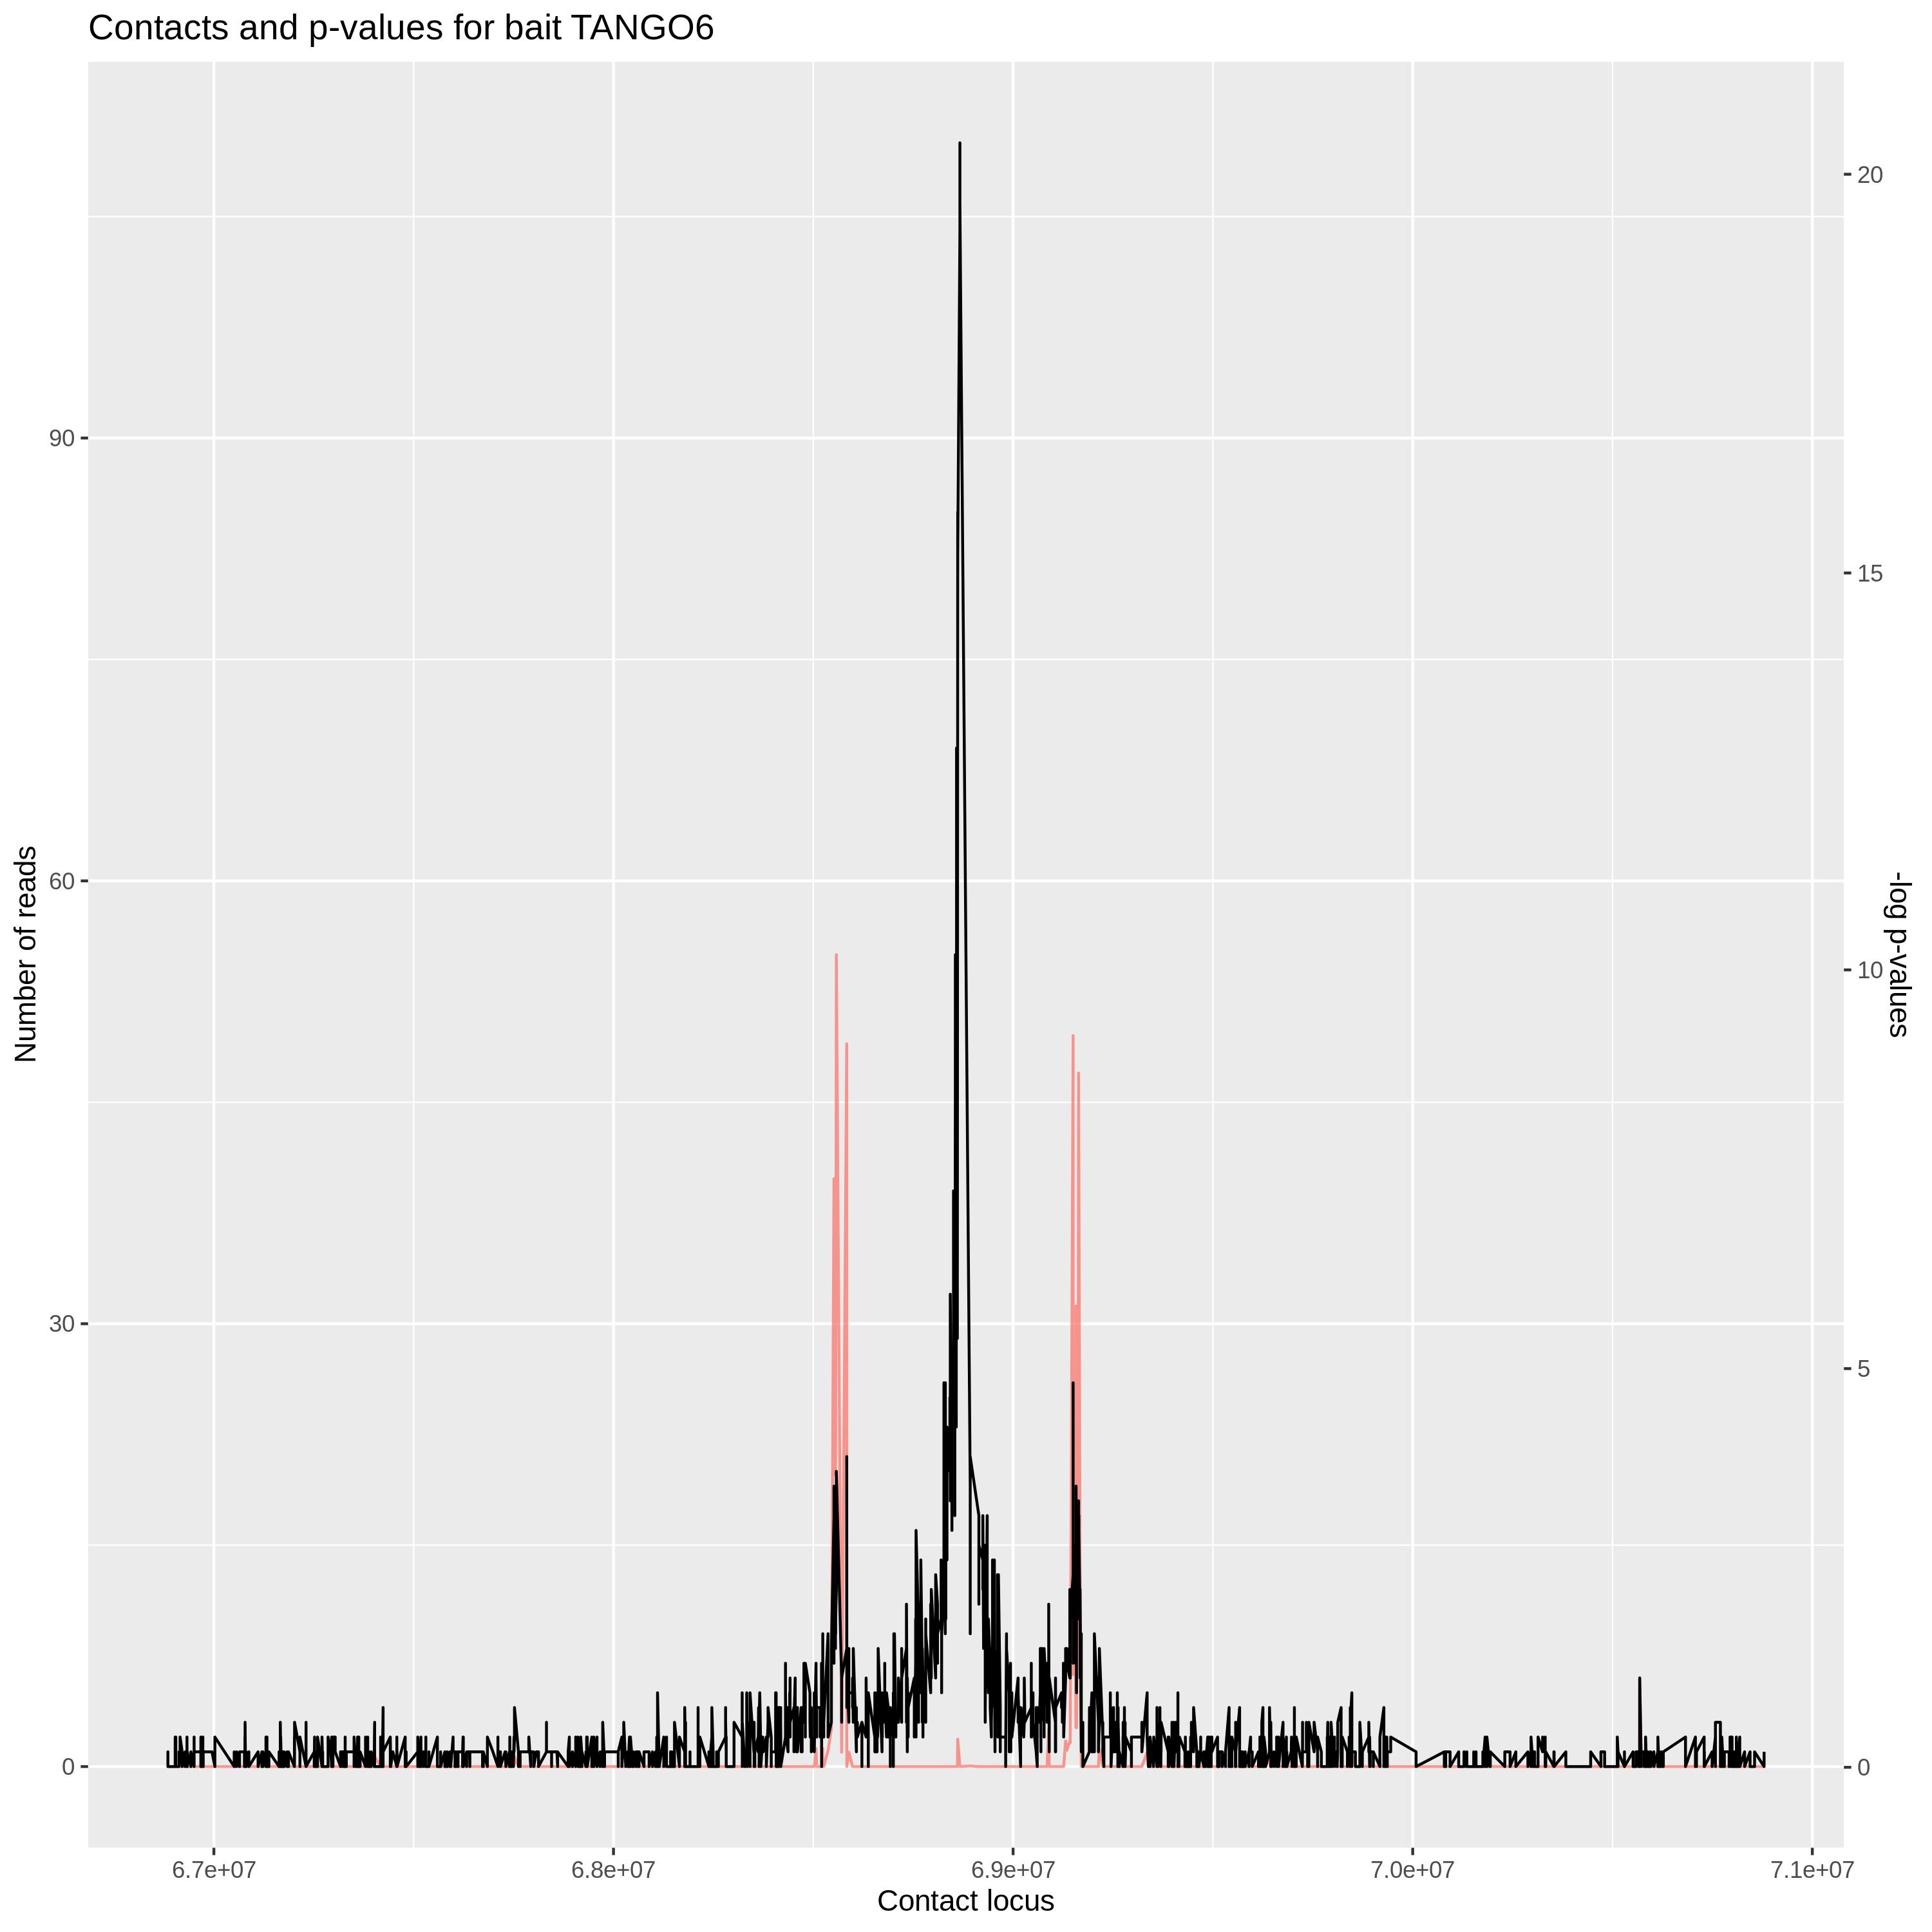 Contacts and p-values for bait TANGO6
Number of reads
90
60
30
0
20
15
10
5
0
-log p-values
6.7e+07
6.8e+07
6.9e+07
7.0e+07
7.1e+07
Contact locus